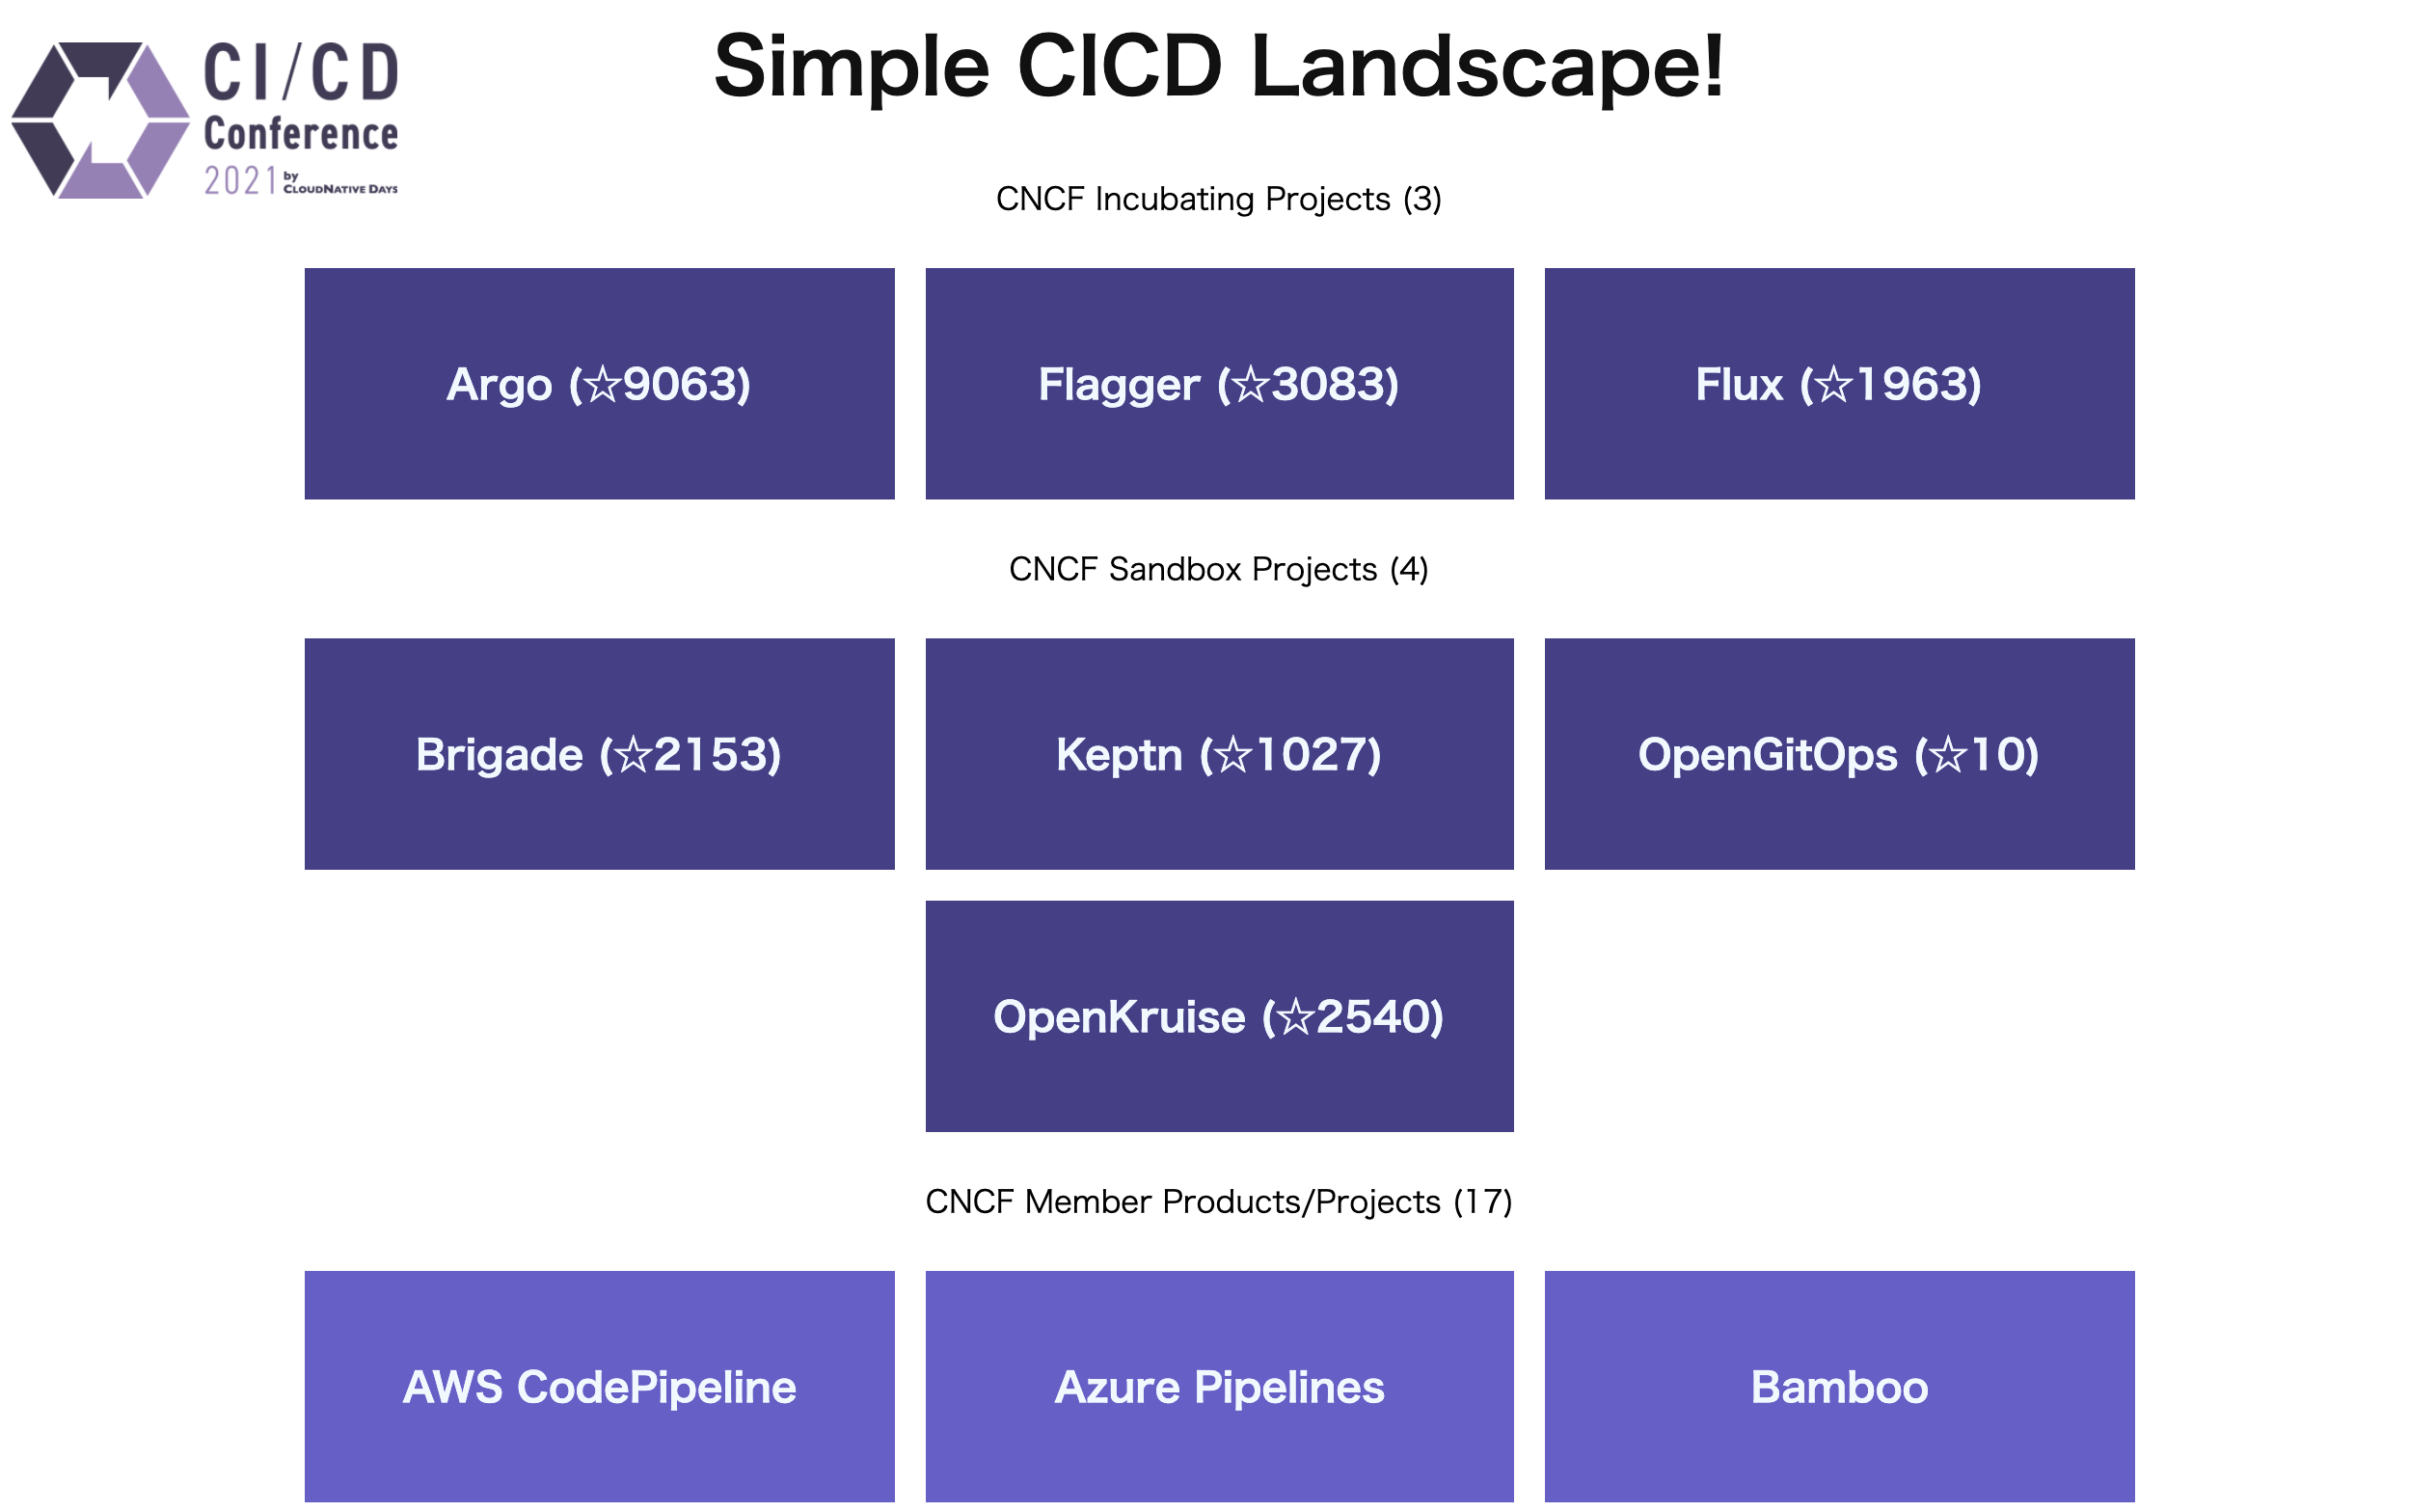 CI/CD
Conference
2021 by
CLOUDNATIVE DAYS
Simple CICD Landscape!
CNCF Incubating Projects (3)
Argo (☆9063)
Flagger (☆3083)
Flux (☆1963)
CNCF Sandbox Projects (4)
Brigade (☆2153)
Keptn (☆1027)
OpenGitOps (☆10)
OpenKruise (☆2540)
CNCF Member Products/Projects (17)
AWS CodePipeline
Azure Pipelines
Bamboo